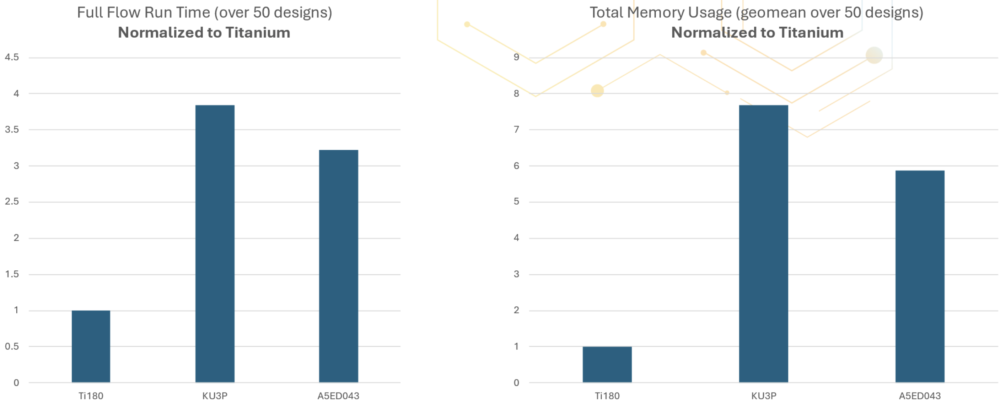 Full Flow Run Time (over 50 designs)
Normalized to Titanium
4.5
4
3.5
3
2.5
2
1.5
1
0.5
0
Ti180
KU3P
A5ED043
Total Memory Usage (geomean over 50 designs)
Normalized to Titanium
9
8
7
6
5
4
3
2
1
0
Ti180
KU3P
A5ED043